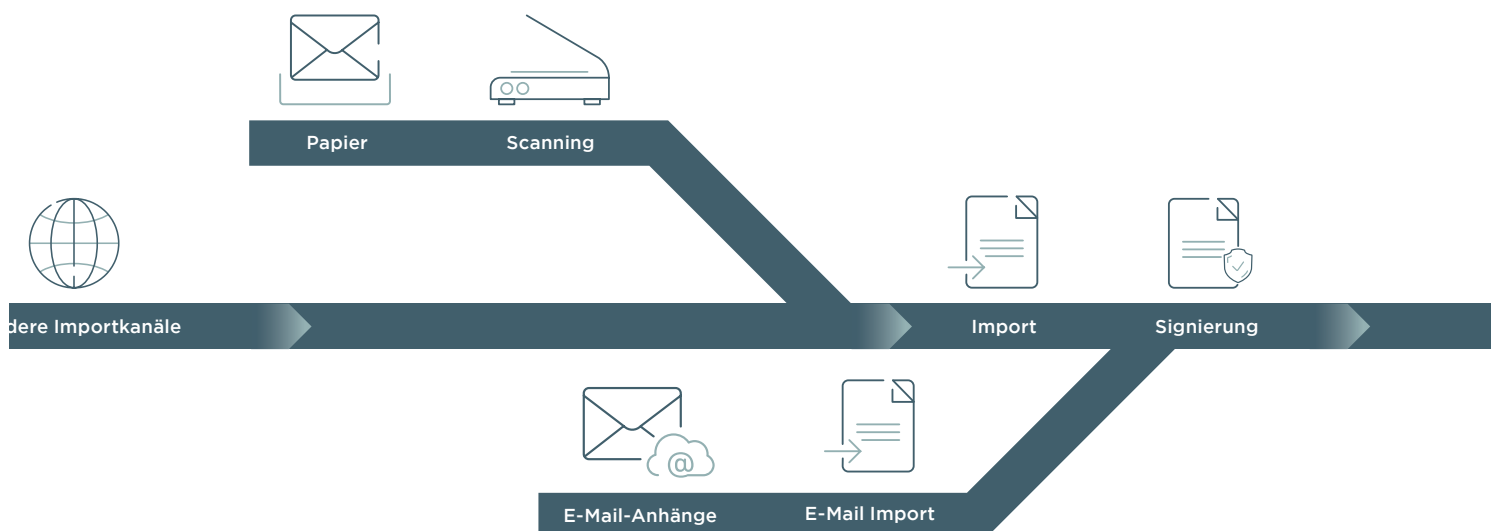 Papier
Scanning
dere Importkanäle
Import
Signierung
@
E-Mail-Anhänge
E-Mail Import